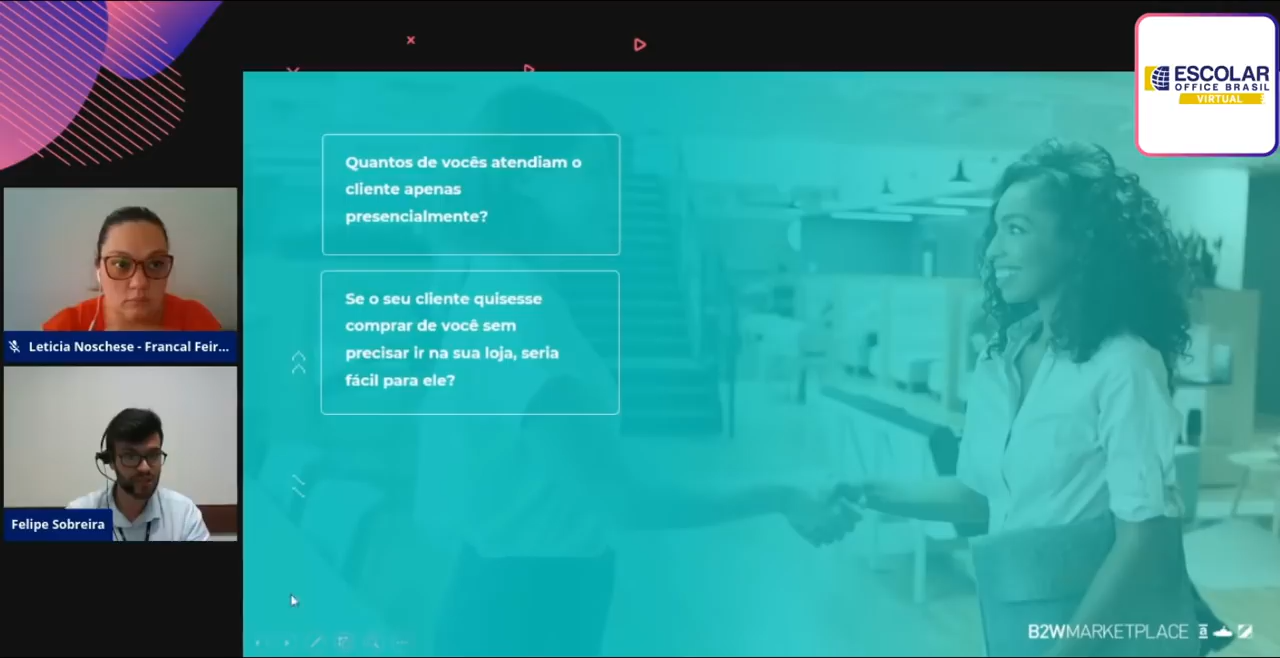 ESCOLAR
OFFICE BRASIL
VIRTUAL
Quantos de vocês atendiam o
cliente apenas
presencialmente?
Se o seu cliente quisesse
comprar de você sem
precisar ir na sua loja, seria
fácil para ele?
Leticia Noschese - Francal Feir...
Felipe Sobreira
B2WMARKETPLACE